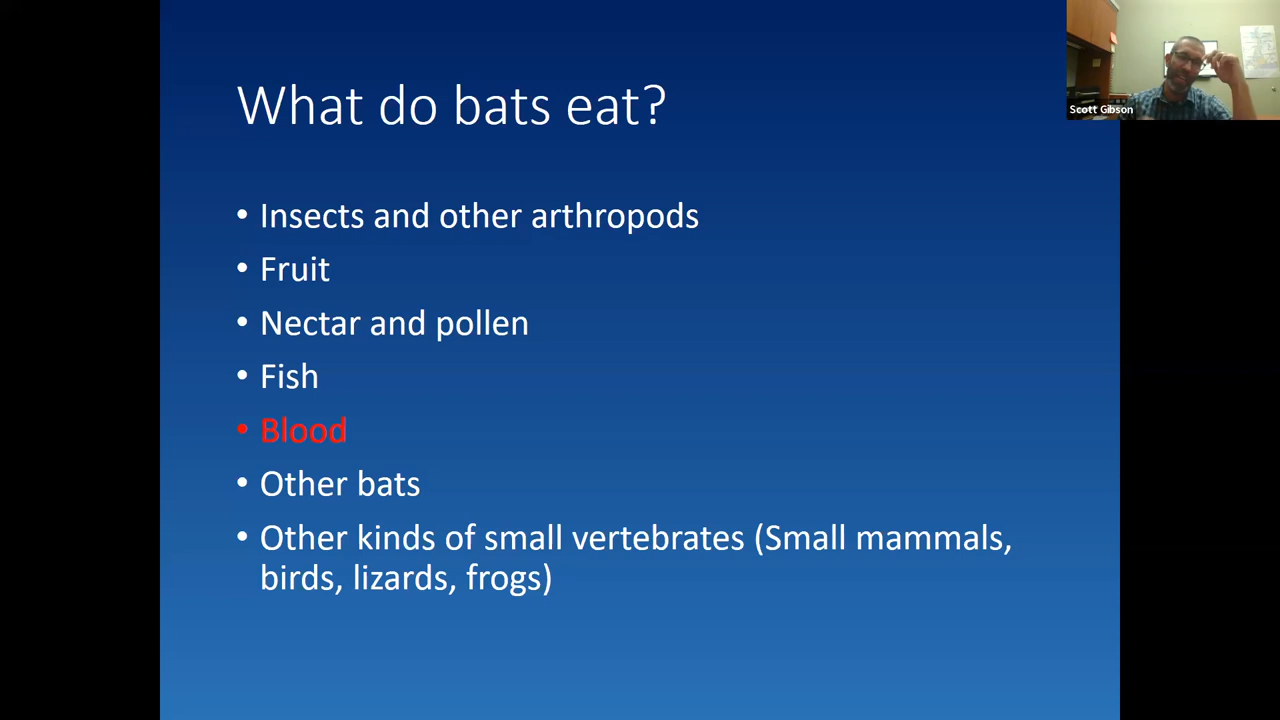 What do bats eat?
• Insects and other arthropods
• Fruit
• Nectar and pollen
• Fish
• Blood
• Other bats
• Other kinds of small vertebrates (Small mammals,
birds, lizards, frogs)
Scott Gibson